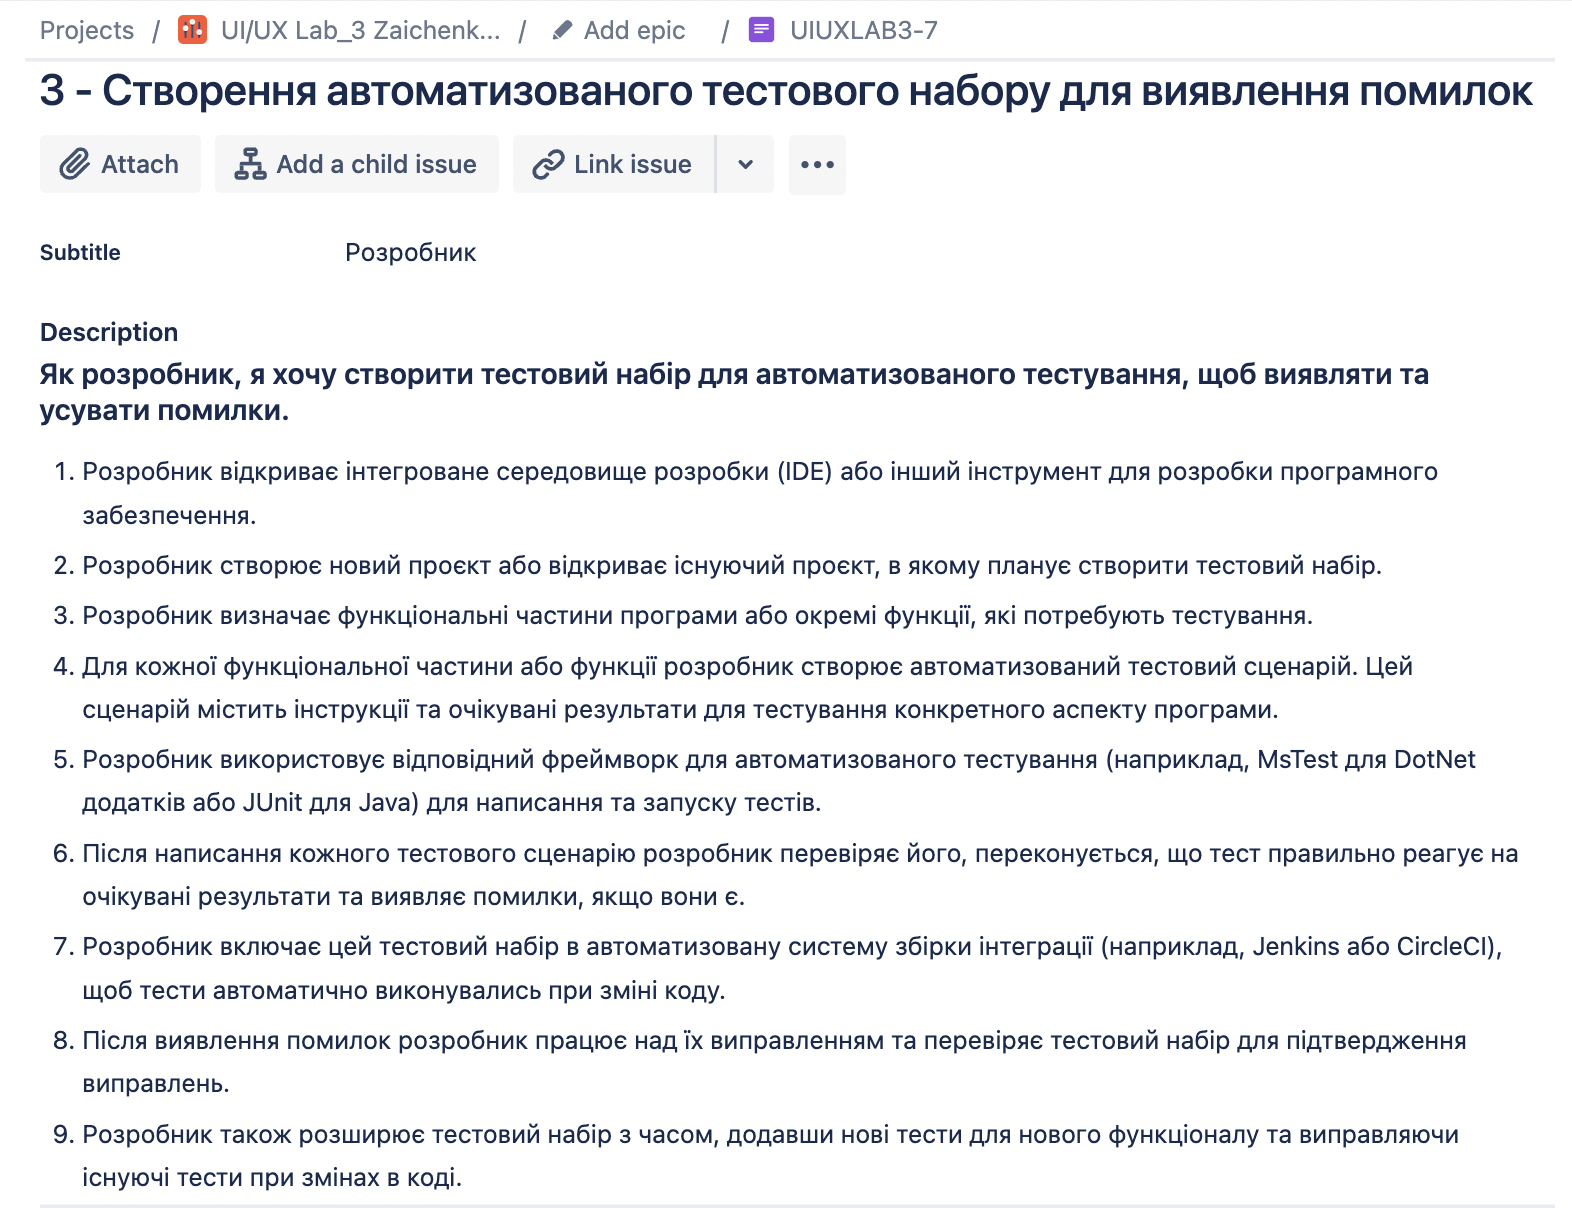 Projects / UI/UX Lab_3 Zaichenk... / Add epic / UIUXLAB3-7
3 - Створення автоматизованого тестового набору для виявлення помилок
Attach Add a child issue Link issue
Subtitle Розробник
Description
Як розробник, я хочу створити тестовий набір для автоматизованого тестування, щоб виявляти та
усувати помилки.
1. Розробник відкриває інтегроване середовище розробки (IDE) або інший інструмент для розробки програмного
забезпечення.
2. Розробник створює новий проєкт або відкриває існуючий проєкт, в якому планує створити тестовий набір.
3. Розробник визначає функціональні частини програми або окремі функції, які потребують тестування.
4. Для кожної функціональної частини або функції розробник створює автоматизований тестовий сценарій. Цей
сценарій містить інструкції та очікувані результати для тестування конкретного аспекту програми.
5. Розробник використовує відповідний фреймворк для автоматизованого тестування (наприклад, MsTest для DotNet
додатків або JUnit для Java) для написання та запуску тестів.
6. Після написання кожного тестового сценарію розробник перевіряє його, переконується, що тест правильно реагує на
очікувані результати та виявляє помилки, якщо вони є.
7. Розробник включає цей тестовий набір в автоматизовану систему збірки інтеграції (наприклад, Jenkins або CircleCI),
щоб тести автоматично виконувались при зміні коду.
8. Після виявлення помилок розробник працює над їх виправленням та перевіряє тестовий набір для підтвердження
виправлень.
9. Розробник також розширює тестовий набір з часом, додавши нові тести для нового функціоналу та виправляючи
існуючі тести при змінах в коді.